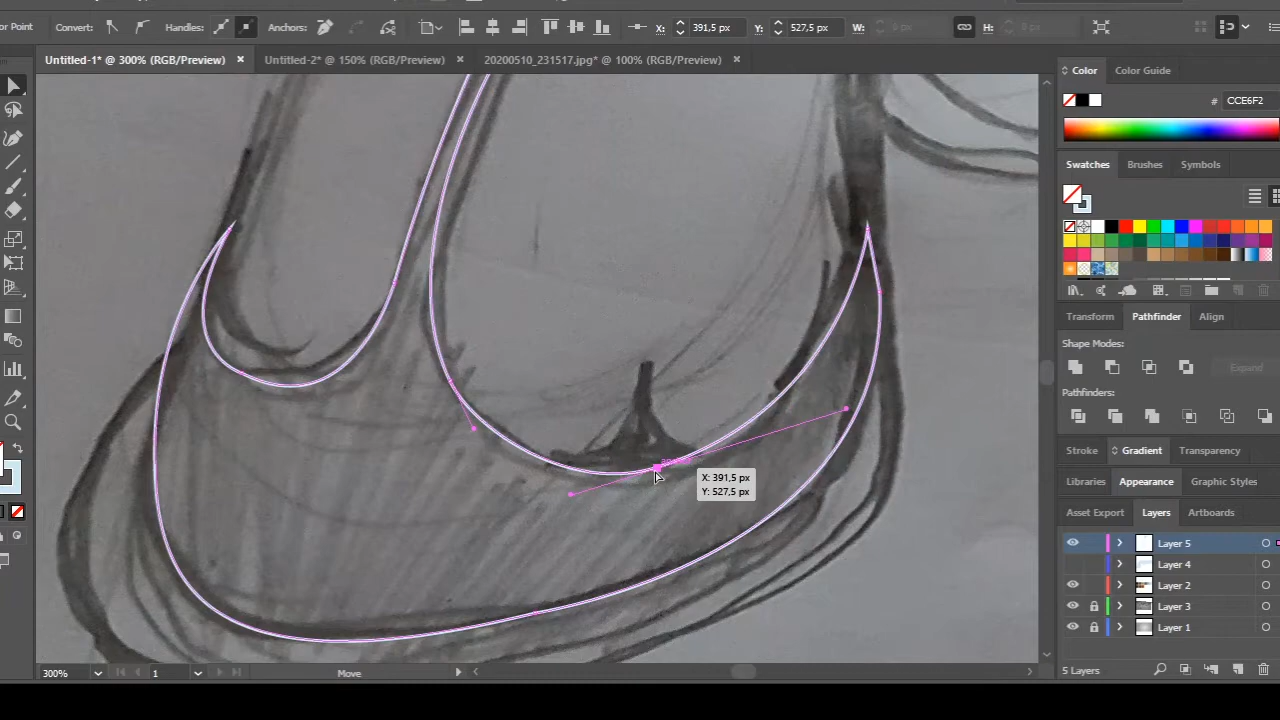 or Point Convert: Handles: Anchors: X: 391,5 px Y: 527,5 px W: H:
Untitled-1* @ 300% (RGB/Preview) × Untitled-2* @ 150% (RGB/Preview) × 20200510_231517.jpg* @ 100% (RGB/Preview) ×
Color Color Guide
# CCE6F2
Swatches Brushes Symbols
Transform Pathfinder Align
Shape Modes:
Expand
Pathfinders:
Stroke Gradient Transparency
X: 391,5 px
Y: 527,5 px
Libraries Appearance Graphic Styles
Asset Export Layers Artboards
Layer 5
Layer 4
Layer 2
Layer 3
Layer 1
300% 1 Move
5 Layers